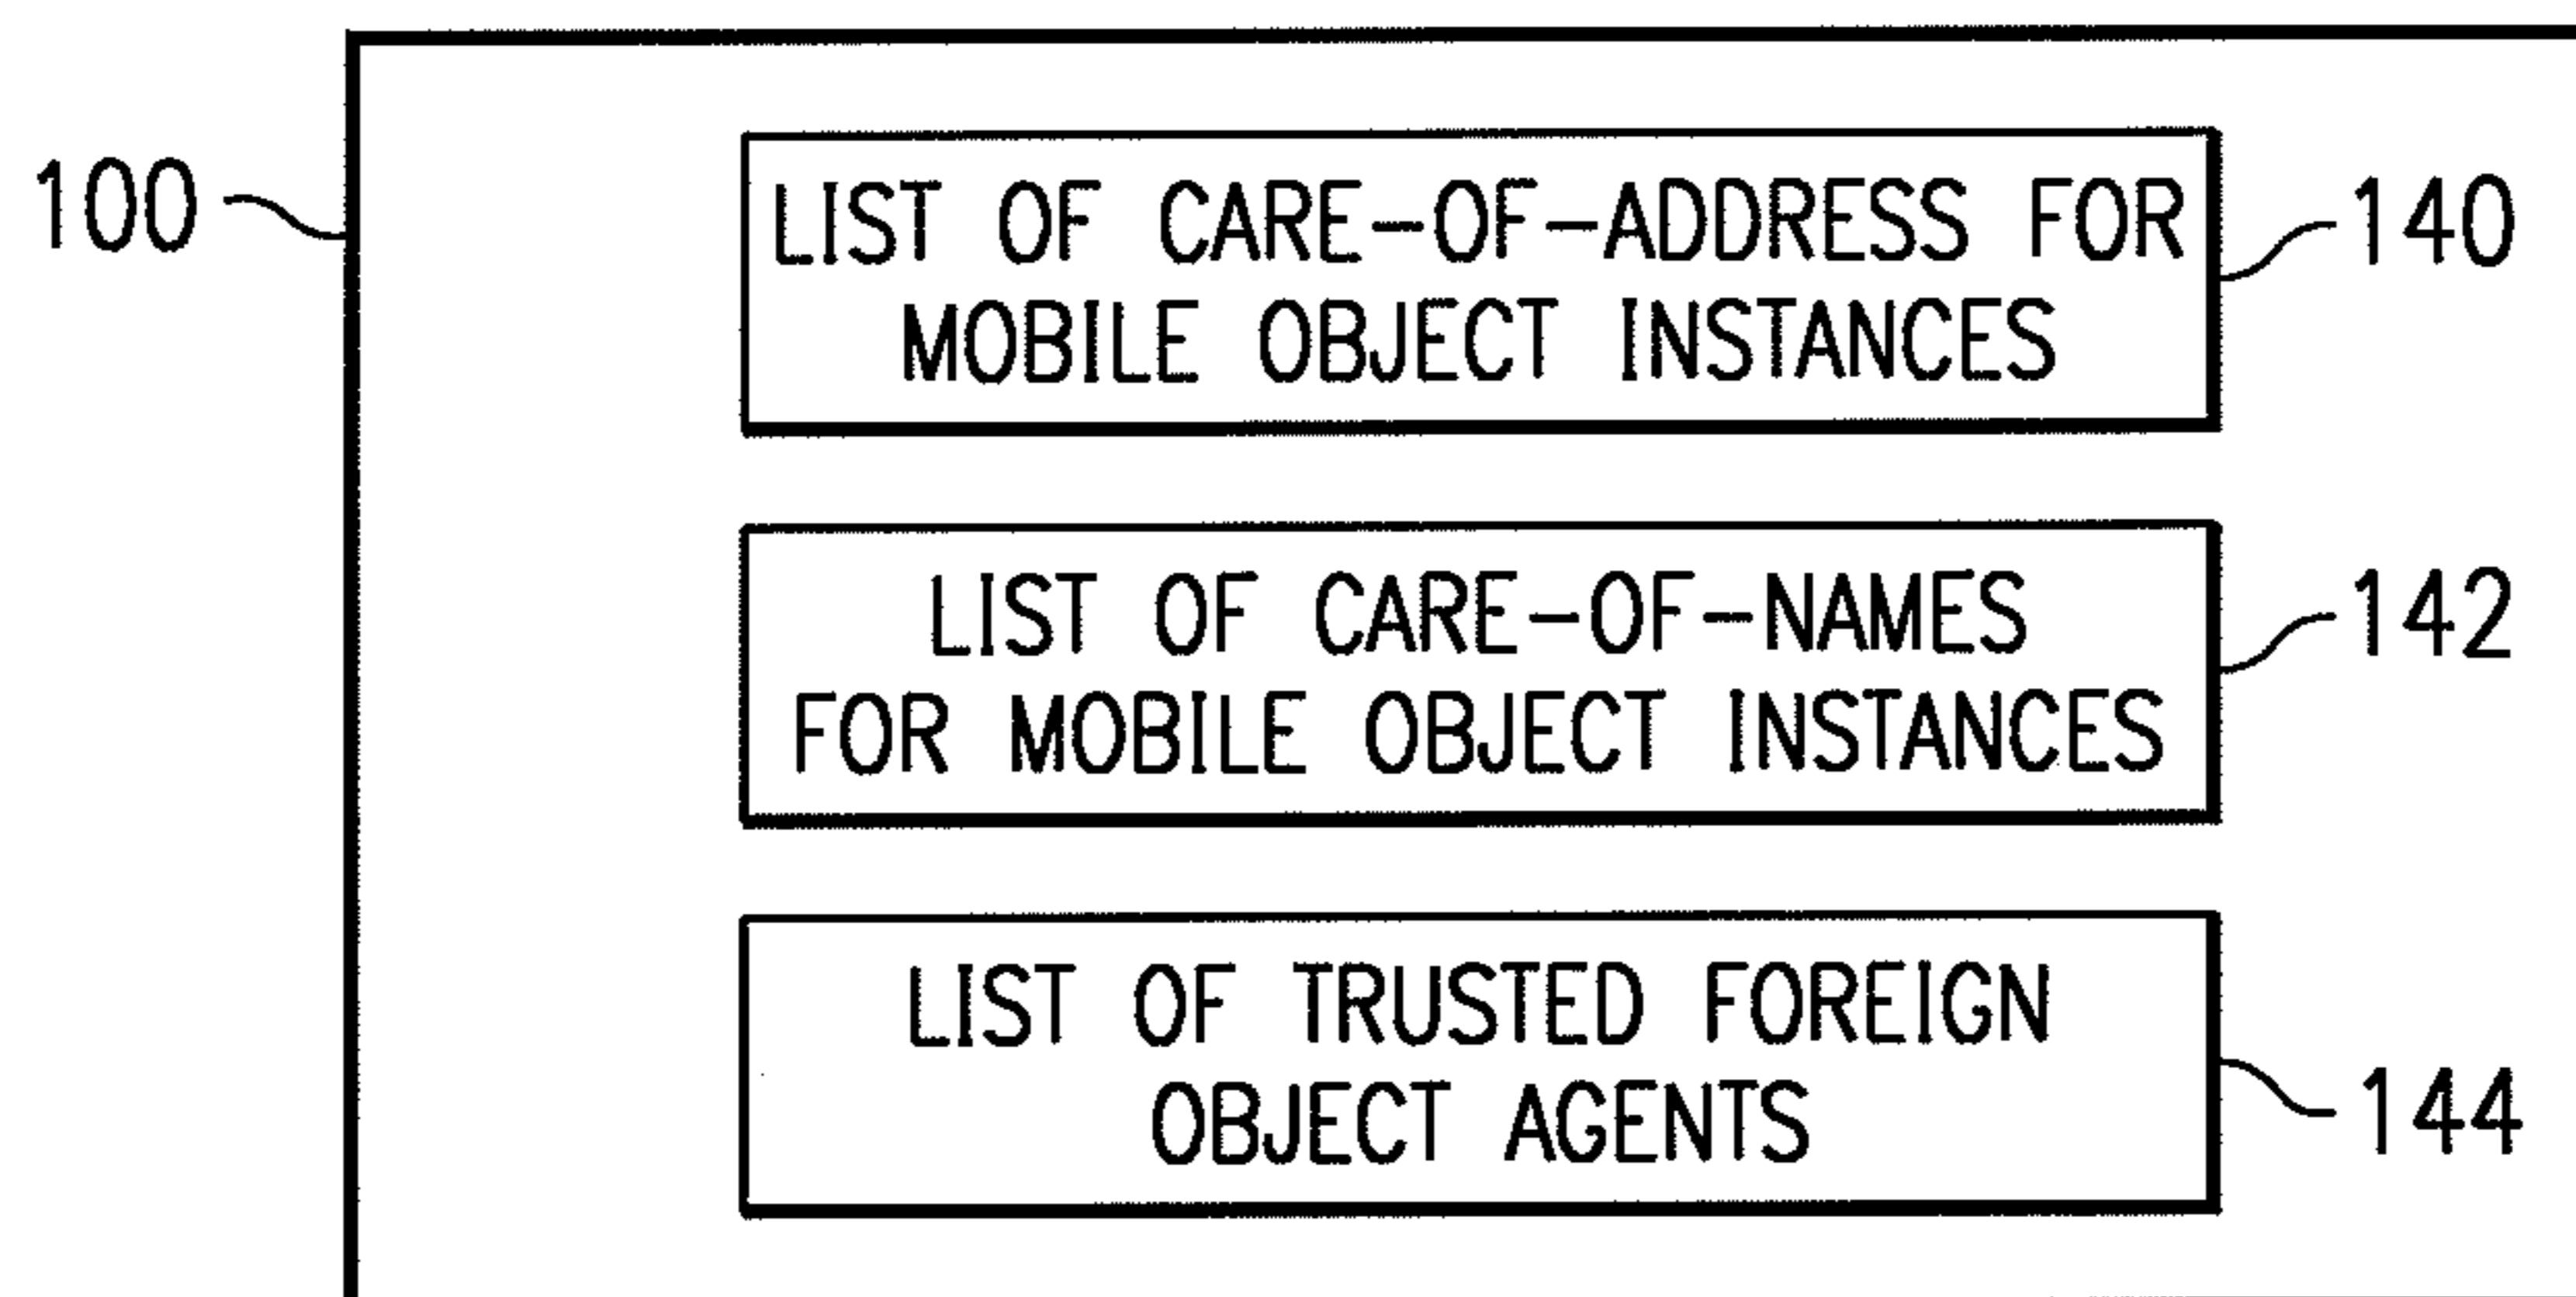 100
LIST OF CARE-OF-ADDRESS FOR
MOBILE OBJECT INSTANCES
140
LIST OF CARE-OF-NAMES
FOR MOBILE OBJECT INSTANCES
142
LIST OF TRUSTED FOREIGN
OBJECT AGENTS
144